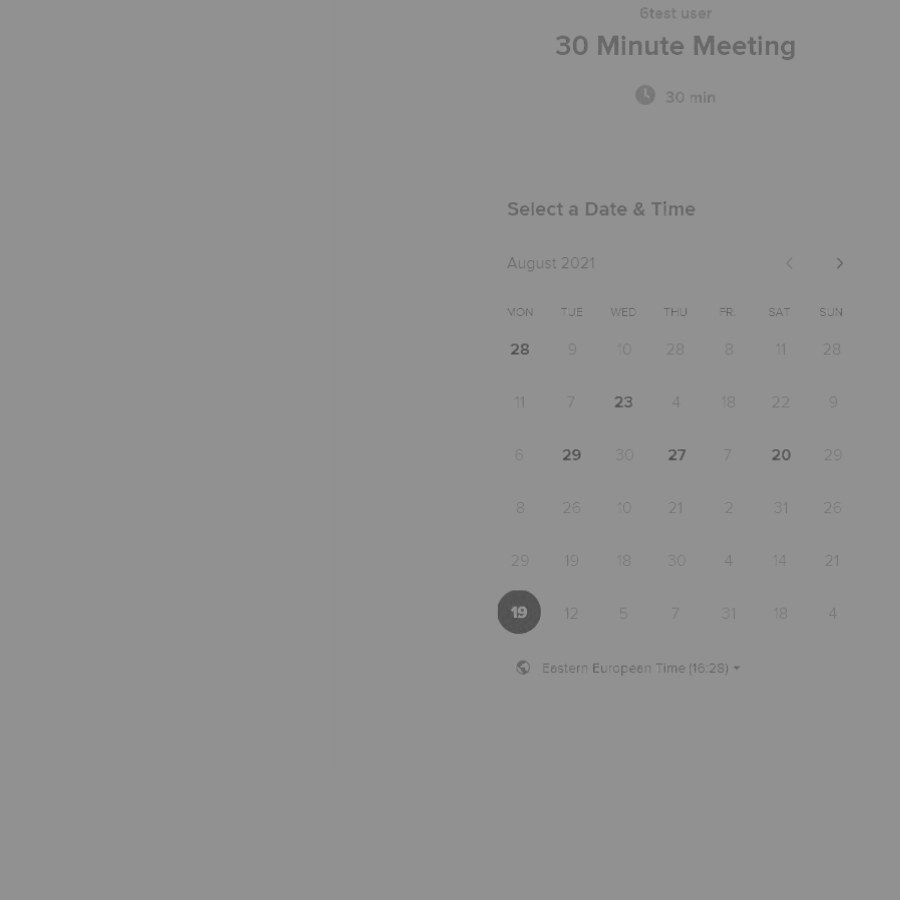 6test user
30 Minute Meeting
30 min
Select a Date & Time
August 2021
MON TUE WED THU FRI SAT SUN
28 9 10 28 8 11 28
11 7 23 4 18 22 9
6 29 30 27 7 20 29
8 26 10 21 2 31 26
29 19 18 30 4 14 21
19 12 5 7 31 18 4
Eastern European Time (16:28)